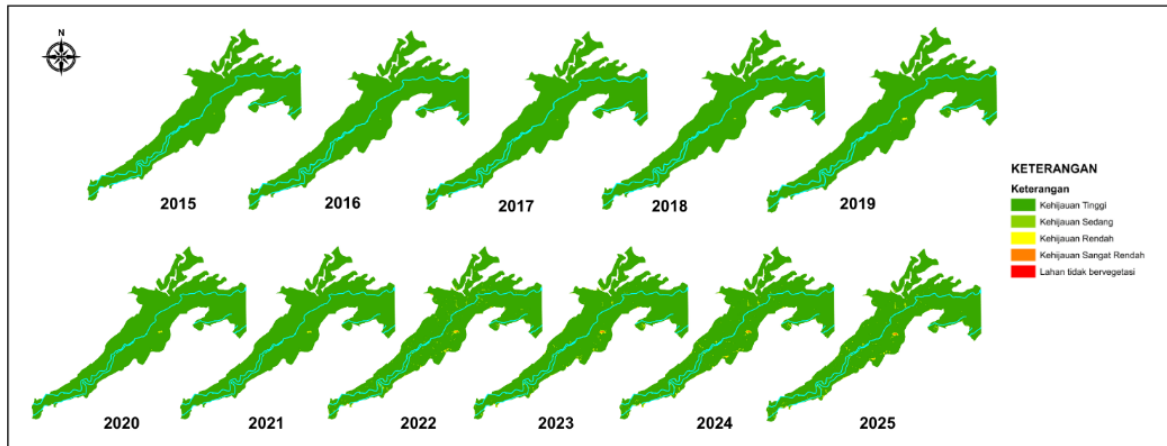 N
2015
2016
2017
2018
2019
KETERANGAN
Keterangan
Kehijauan Tinggi
Kehijauan Sedang
Kehijauan Rendah
Kehijauan Sangat Rendah
Lahan tidak bervegetasi
2020
2021
2022
2023
2024
2025